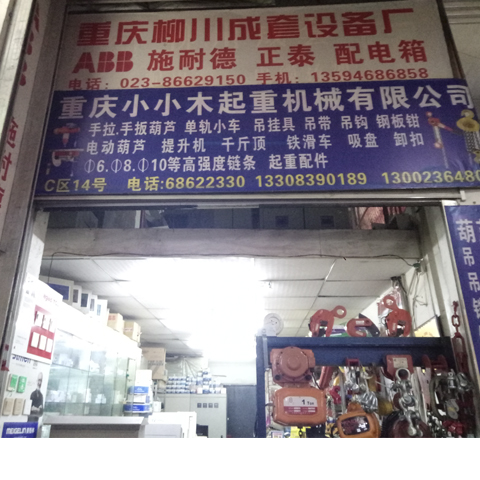 重庆柳川成套设备厂
ABB 施耐德 正泰 配电箱
电话：023-86629150 手机：13594686858
重庆小小木起重机械有限公司
手拉,手扳葫芦 单轨小车 吊挂具 吊带 吊钩 钢板钳
电动葫芦 提升机 千斤顶 铁滑车 吸盘 卸扣
Φ6.Φ8.Φ10等高强度链条 起重配件
C区14号 电话:68622330 13308390189 1300236480
葫
吊
吊
1 Ton